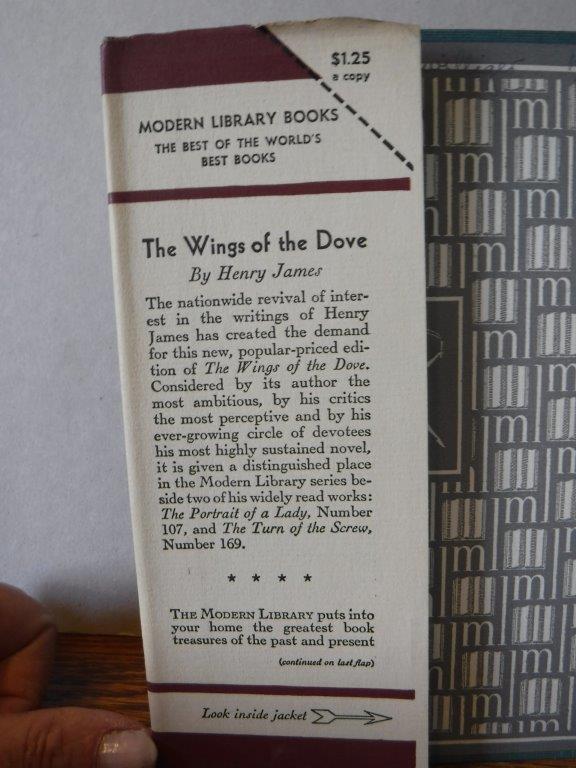 $1.25
a copy
MODERN LIBRARY BOOKS
THE BEST OF THE WORLD'S
BEST BOOKS
The Wings of the Dove
By Henry James
The nationwide revival of inter-
est in the writings of Henry
James has created the demand
for this new, popular-priced edi-
tion of The Wings of the Dove.
Considered by its author the
most ambitious, by his critics
the most perceptive and by his
ever-growing circle of devotees
his most highly sustained novel,
it is given a distinguished place
in the Modern Library series be-
side two of his widely read works:
The Portrait of a Lady, Number
107, and The Turn of the Screw,
Number 169.
* * * *
THE MODERN LIBRARY puts into
your home the greatest book
treasures of the past and present
(continued on last flap)
Look inside jacket